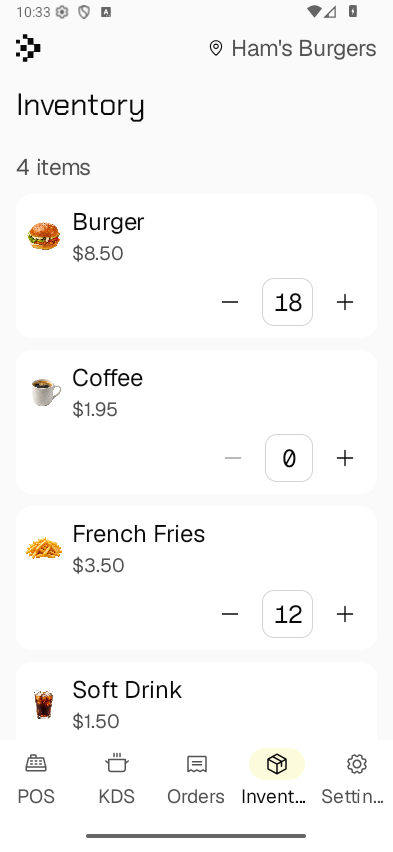 10:33
Ham's Burgers
Inventory
4 items
Burger
$8.50
18
Coffee
$1.95
0
French Fries
$3.50
12
Soft Drink
$1.50
POS KDS Orders Invent... Settin...